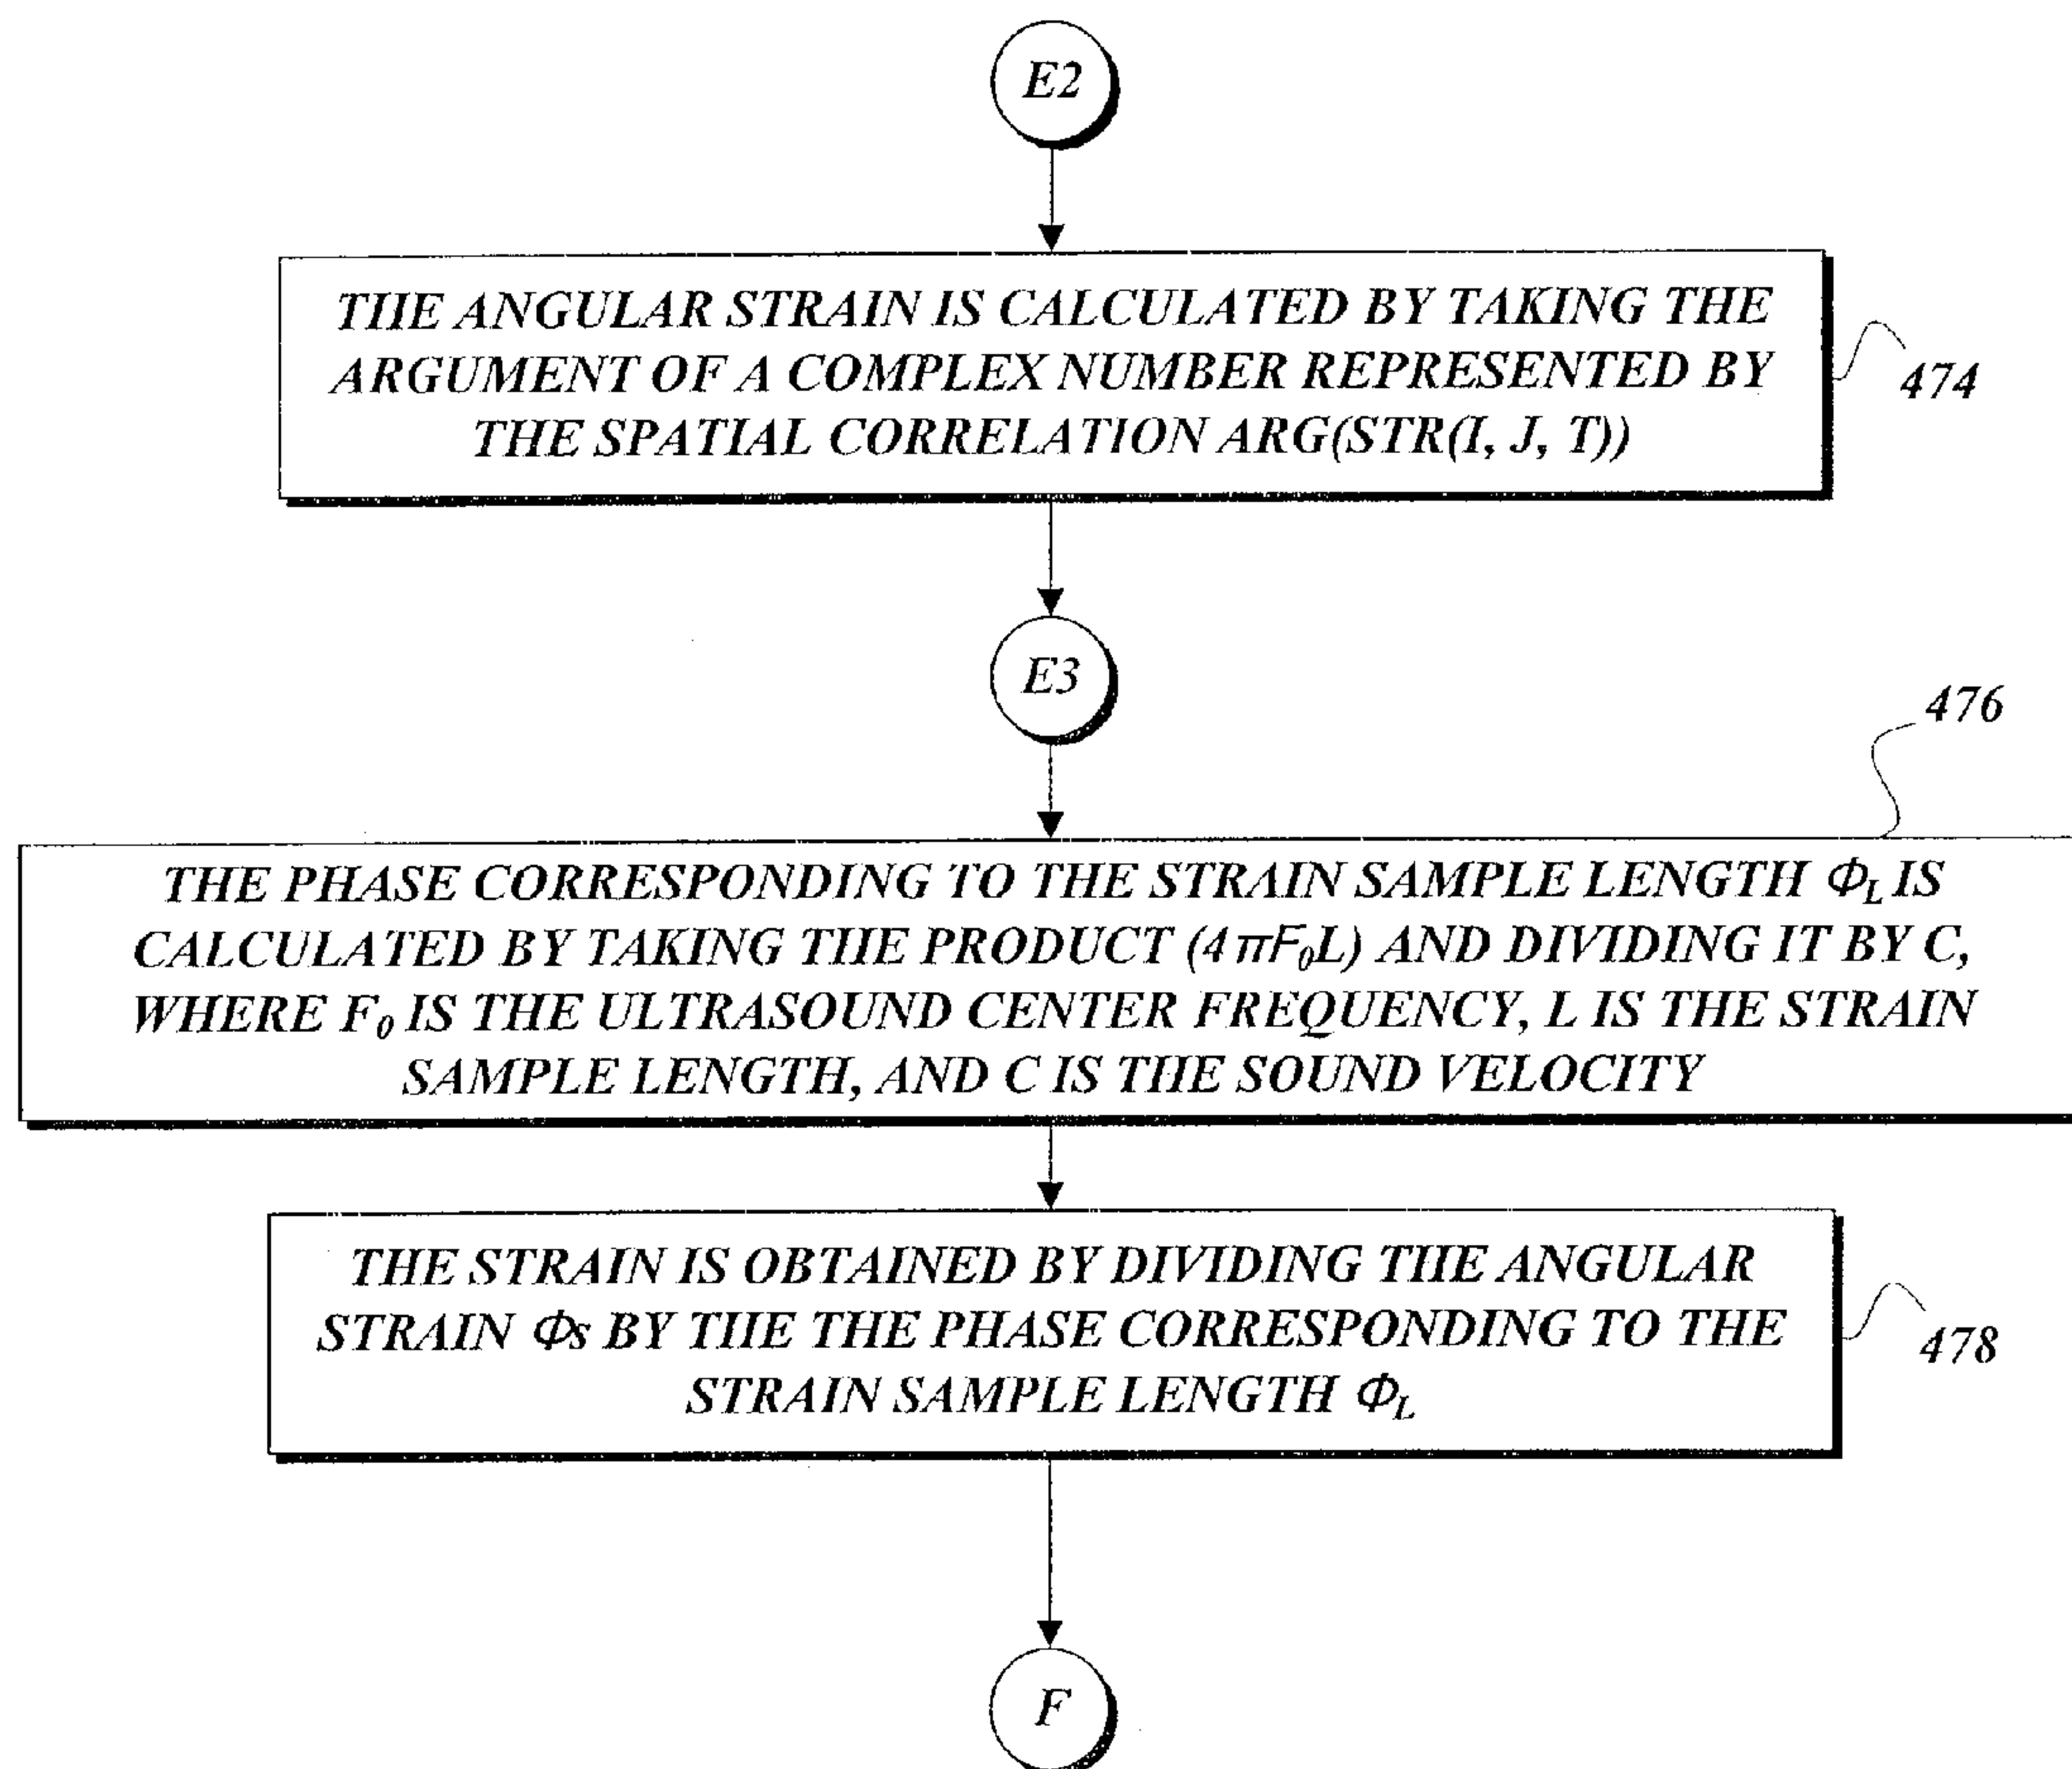 E2
THE ANGULAR STRAIN IS CALCULATED BY TAKING THE
ARGUMENT OF A COMPLEX NUMBER REPRESENTED BY
THE SPATIAL CORRELATION ARG(STR(I, J, T))
474
E3
476
THE PHASE CORRESPONDING TO THE STRAIN SAMPLE LENGTH Φ_L IS
CALCULATED BY TAKING THE PRODUCT (4πF₀L) AND DIVIDING IT BY C,
WHERE F₀ IS THE ULTRASOUND CENTER FREQUENCY, L IS THE STRAIN
SAMPLE LENGTH, AND C IS THE SOUND VELOCITY
THE STRAIN IS OBTAINED BY DIVIDING THE ANGULAR
STRAIN Φs BY THE THE PHASE CORRESPONDING TO THE
STRAIN SAMPLE LENGTH Φ_L
478
F